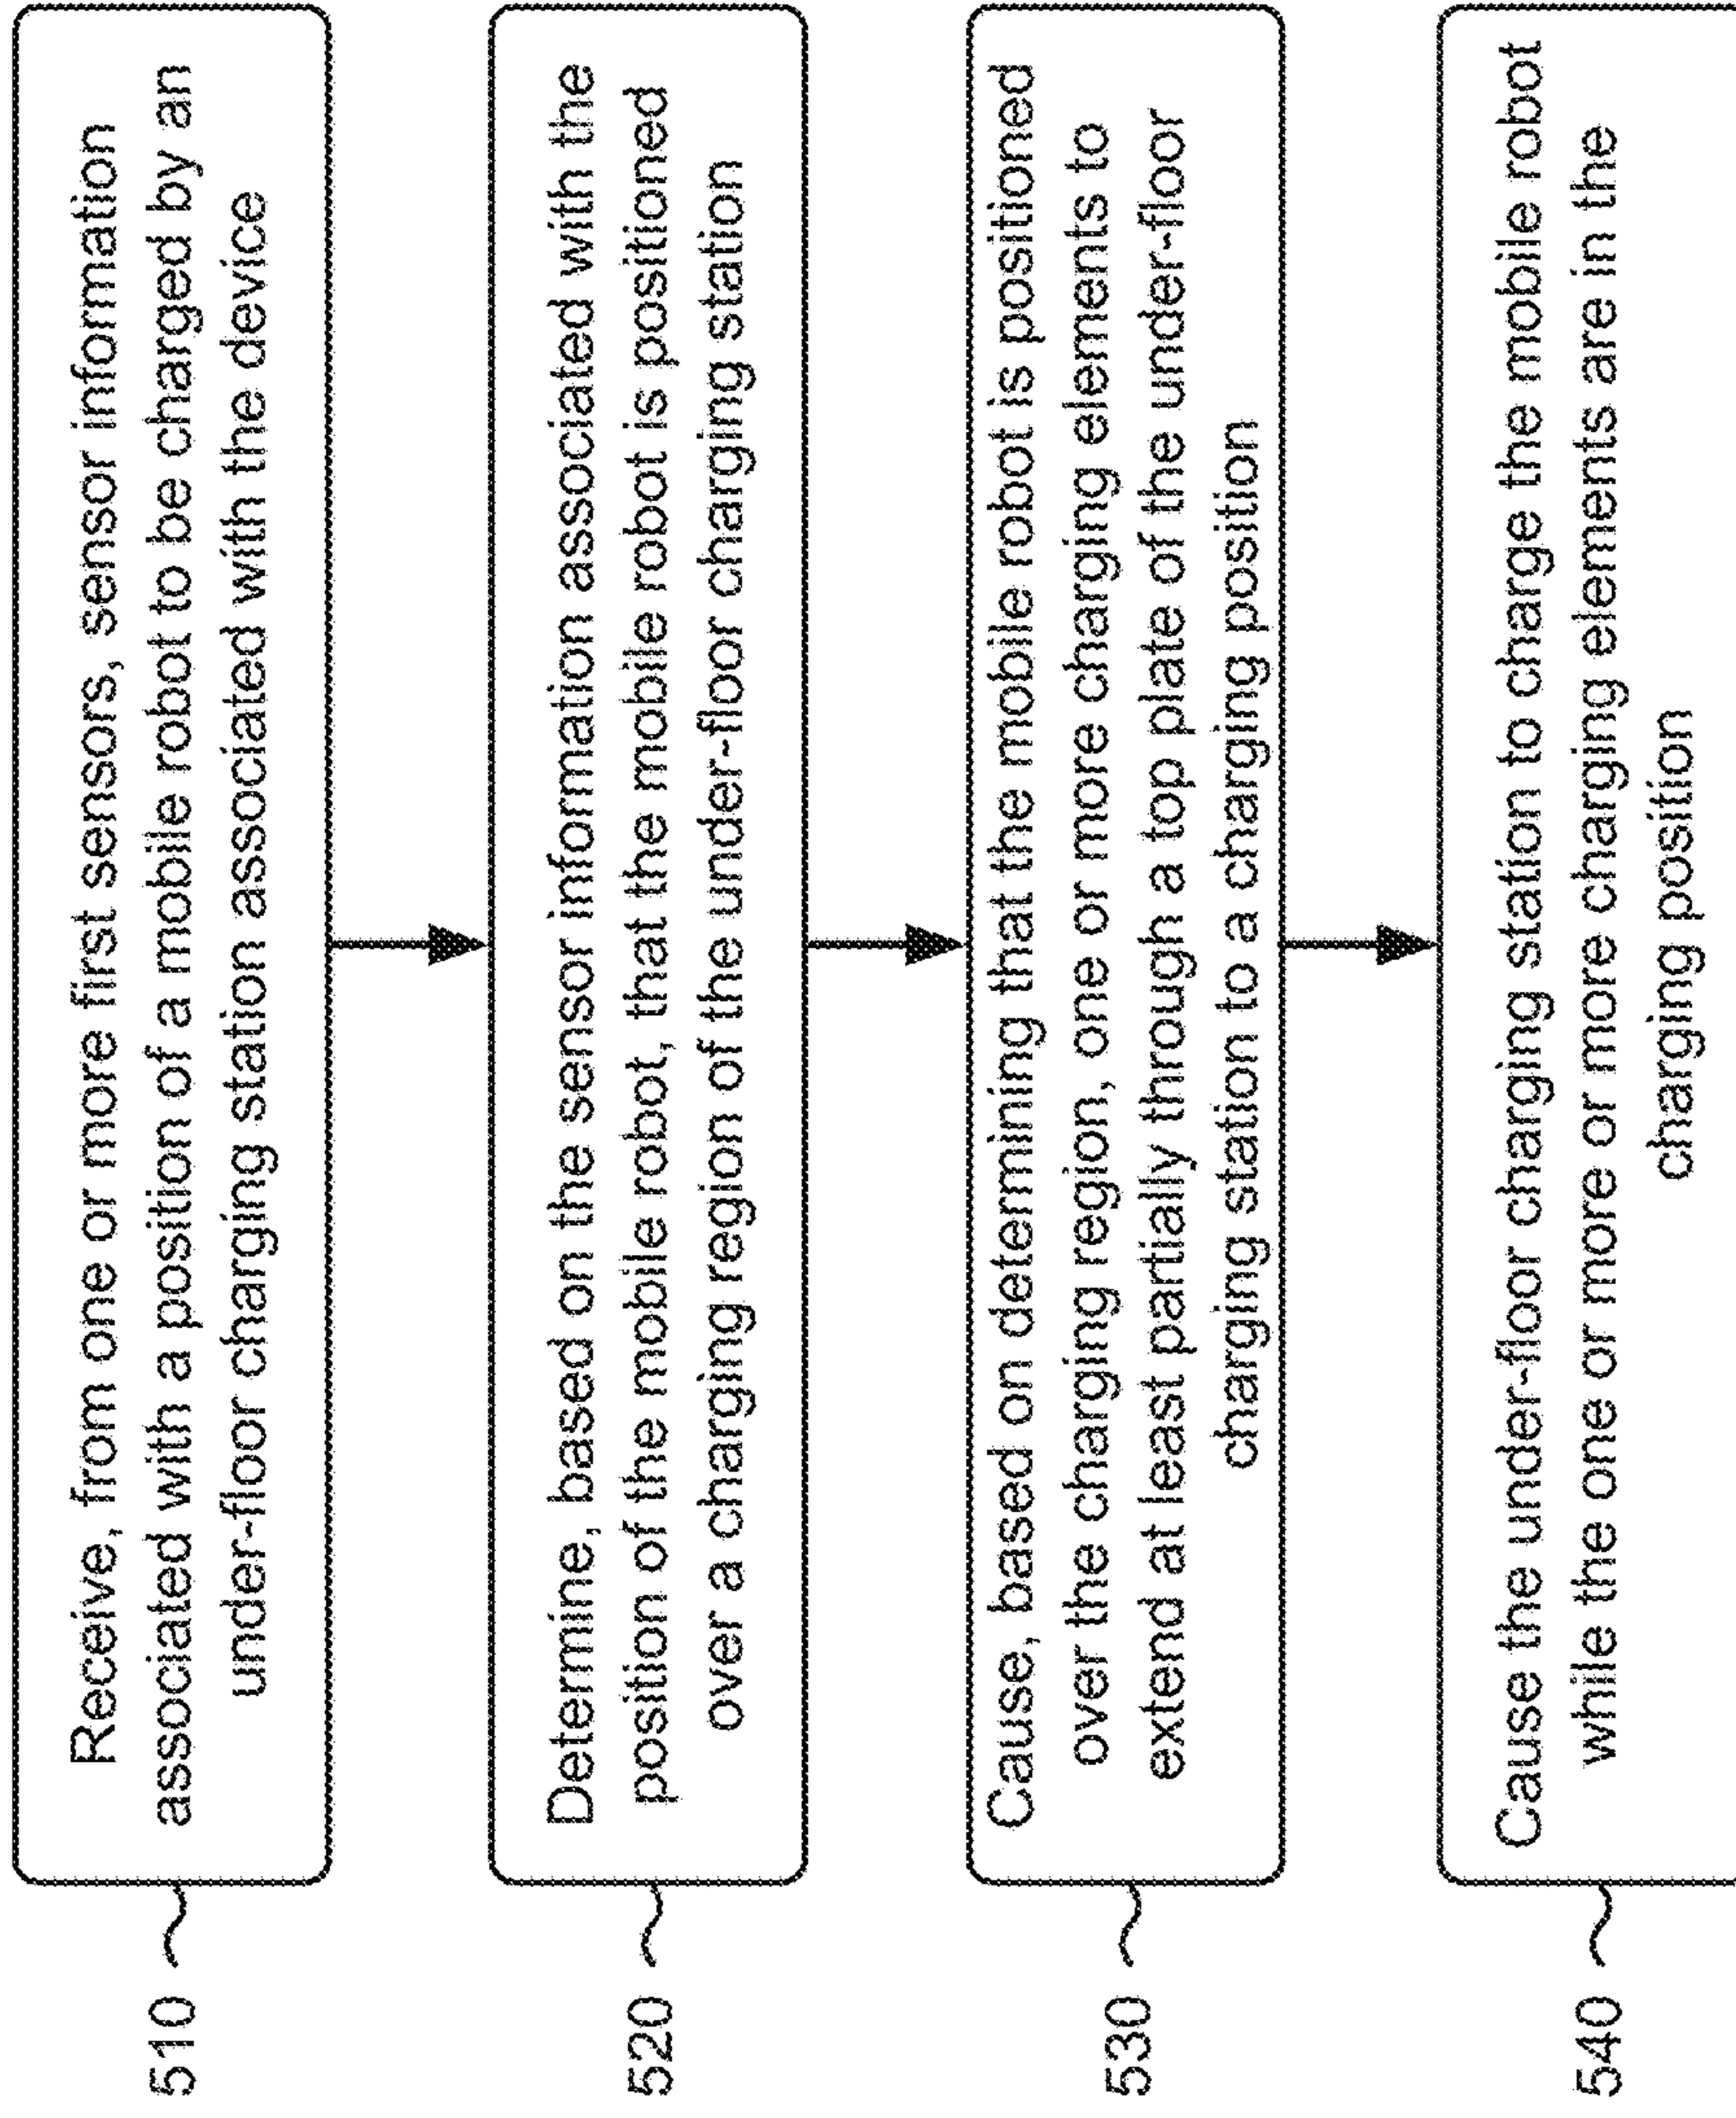 510
Receive, from one or more first sensors, sensor information
associated with a position of a mobile robot to be charged by an
under-floor charging station associated with the device
520
Determine, based on the sensor information associated with the
position of the mobile robot, that the mobile robot is positioned
over a charging region of the under-floor charging station
530
Cause, based on determining that the mobile robot is positioned
over the charging region, one or more charging elements to
extend at least partially through a top plate of the under-floor
charging station to a charging position
540
Cause the under-floor charging station to charge the mobile robot
while the one or more or more charging elements are in the
charging position